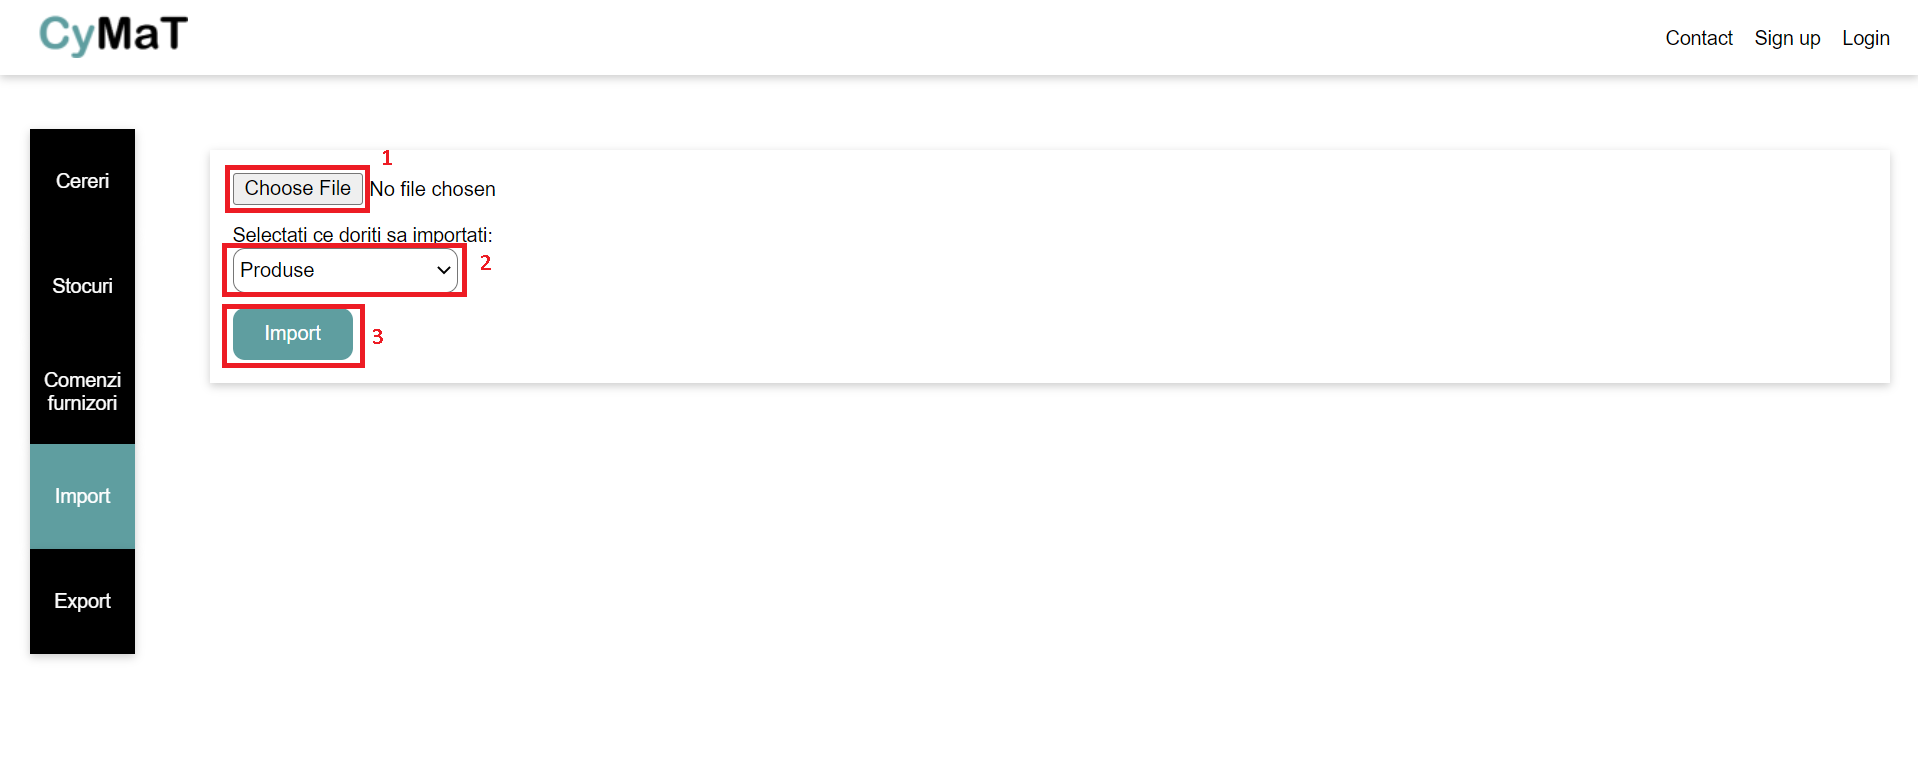 CyMaT
Contact Sign up Login
Cereri
Stocuri
Comenzi
furnizori
Import
Export
1
Choose File No file chosen
Selectati ce doriti sa importati:
Produse
2
Import
3